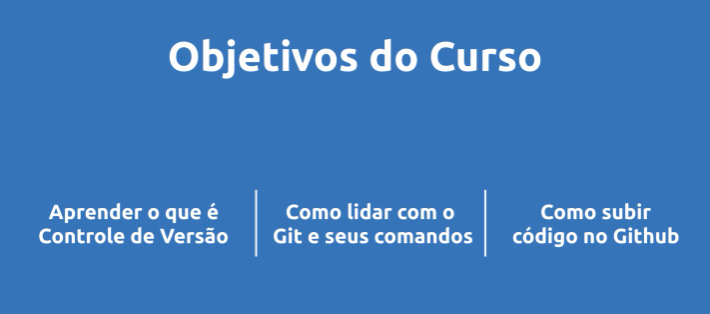 Objetivos do Curso
Aprender o que é
Controle de Versão
Como lidar com o
Git e seus comandos
Como subir
código no Github